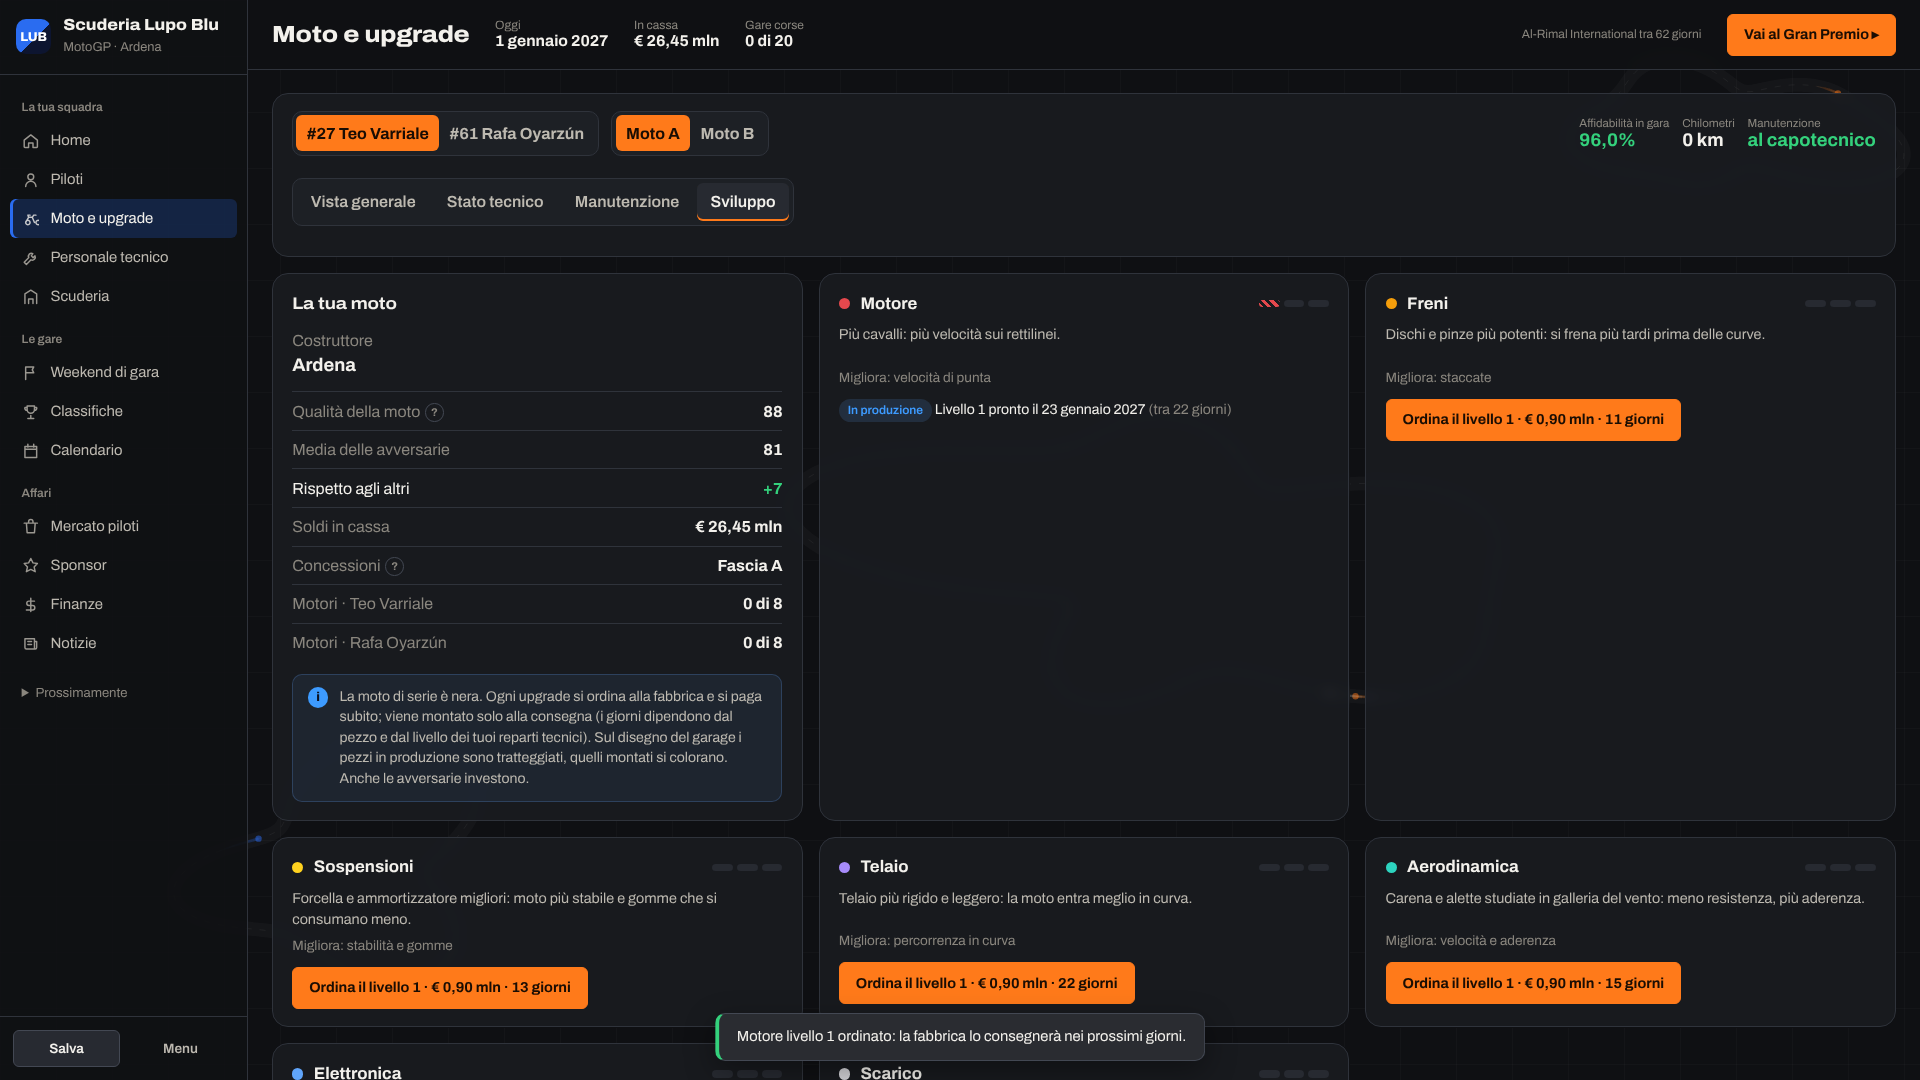 LUB
Scuderia Lupo Blu
MotoGP · Ardena
La tua squadra
Home
Piloti
Moto e upgrade
Personale tecnico
Scuderia
Le gare
Weekend di gara
Classifiche
Calendario
Affari
Mercato piloti
Sponsor
Finanze
Notizie
Prossimamente
Salva
Menu
Moto e upgrade
Oggi
1 gennaio 2027
In cassa
€ 26,45 mln
Gare corse
0 di 20
Al-Rimal International tra 62 giorni
Vai al Gran Premio ▸
#27 Teo Varriale
#61 Rafa Oyarzún
Moto A
Moto B
Affidabilità in gara
96,0%
Chilometri
0 km
Manutenzione
al capotecnico
Vista generale
Stato tecnico
Manutenzione
Sviluppo
La tua moto
Costruttore
Ardena
Qualità della moto ? 88
Media delle avversarie 81
Rispetto agli altri +7
Soldi in cassa € 26,45 mln
Concessioni ? Fascia A
Motori · Teo Varriale 0 di 8
Motori · Rafa Oyarzún 0 di 8
i
La moto di serie è nera. Ogni upgrade si ordina alla fabbrica e si paga
subito; viene montato solo alla consegna (i giorni dipendono dal
pezzo e dal livello dei tuoi reparti tecnici). Sul disegno del garage i
pezzi in produzione sono tratteggiati, quelli montati si colorano.
Anche le avversarie investono.
Motore
Più cavalli: più velocità sui rettilinei.
Migliora: velocità di punta
In produzione Livello 1 pronto il 23 gennaio 2027 (tra 22 giorni)
Freni
Dischi e pinze più potenti: si frena più tardi prima delle curve.
Migliora: staccate
Ordina il livello 1 · € 0,90 mln · 11 giorni
Sospensioni
Forcella e ammortizzatore migliori: moto più stabile e gomme che si
consumano meno.
Migliora: stabilità e gomme
Ordina il livello 1 · € 0,90 mln · 13 giorni
Telaio
Telaio più rigido e leggero: la moto entra meglio in curva.
Migliora: percorrenza in curva
Ordina il livello 1 · € 0,90 mln · 22 giorni
Aerodinamica
Carena e alette studiate in galleria del vento: meno resistenza, più aderenza.
Migliora: velocità e aderenza
Ordina il livello 1 · € 0,90 mln · 15 giorni
Motore livello 1 ordinato: la fabbrica lo consegnerà nei prossimi giorni.
Elettronica
Scarico